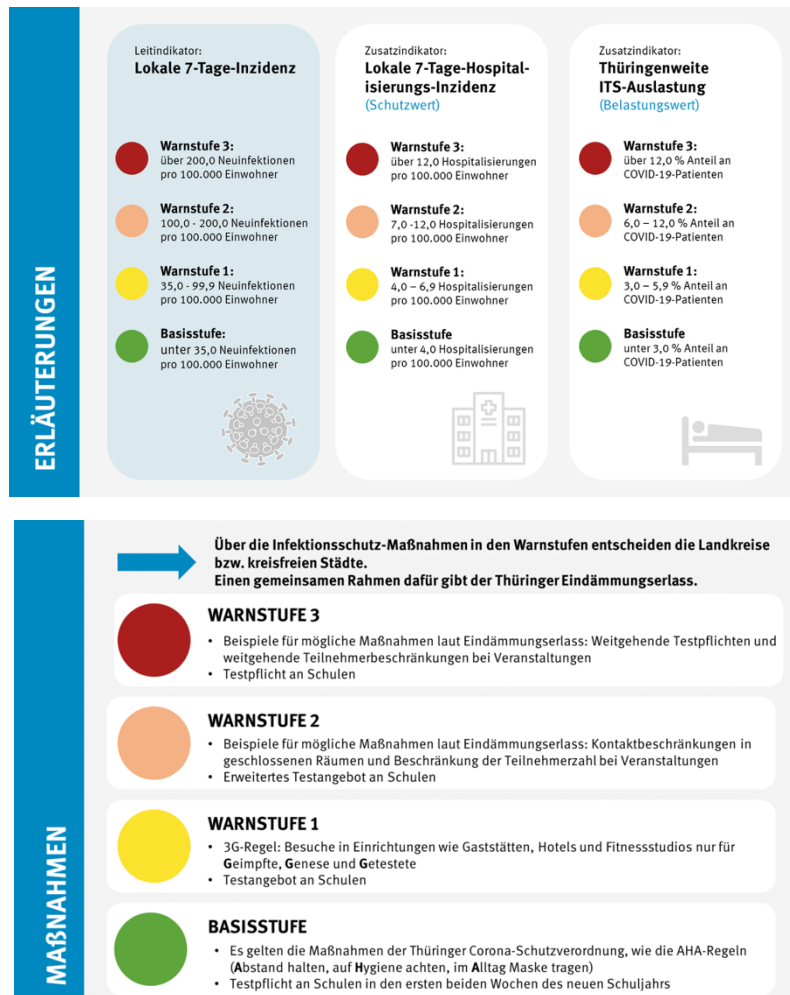 ERLÄUTERUNGEN
Leitindikator:
Lokale 7-Tage-Inzidenz
Warnstufe 3:
über 200,0 Neuinfektionen
pro 100.000 Einwohner
Warnstufe 2:
100,0 - 200,0 Neuinfektionen
pro 100.000 Einwohner
Warnstufe 1:
35,0 - 99,9 Neuinfektionen
pro 100.000 Einwohner
Basisstufe:
unter 35,0 Neuinfektionen
pro 100.000 Einwohner
Zusatzindikator:
Lokale 7-Tage-Hospital-
isierungs-Inzidenz
(Schutzwert)
Warnstufe 3:
über 12,0 Hospitalisierungen
pro 100.000 Einwohner
Warnstufe 2:
7,0 -12,0 Hospitalisierungen
pro 100.000 Einwohner
Warnstufe 1:
4,0 – 6,9 Hospitalisierungen
pro 100.000 Einwohner
Basisstufe
unter 4,0 Hospitalisierungen
pro 100.000 Einwohner
Zusatzindikator:
Thüringenweite
ITS-Auslastung
(Belastungswert)
Warnstufe 3:
über 12,0 % Anteil an
COVID-19-Patienten
Warnstufe 2:
6,0 – 12,0 % Anteil an
COVID-19-Patienten
Warnstufe 1:
3,0 – 5,9 % Anteil an
COVID-19-Patienten
Basisstufe
unter 3,0 % Anteil an
COVID-19-Patienten
MAẞNAHMEN
Über die Infektionsschutz-Maßnahmen in den Warnstufen entscheiden die Landkreise
bzw. kreisfreien Städte.
Einen gemeinsamen Rahmen dafür gibt der Thüringer Eindämmungserlass.
WARNSTUFE 3
• Beispiele für mögliche Maßnahmen laut Eindämmungserlass: Weitgehende Testpflichten und
weitgehende Teilnehmerbeschränkungen bei Veranstaltungen
• Testpflicht an Schulen
WARNSTUFE 2
• Beispiele für mögliche Maßnahmen laut Eindämmungserlass: Kontaktbeschränkungen in
geschlossenen Räumen und Beschränkung der Teilnehmerzahl bei Veranstaltungen
• Erweitertes Testangebot an Schulen
WARNSTUFE 1
• 3G-Regel: Besuche in Einrichtungen wie Gaststätten, Hotels und Fitnessstudios nur für
Geimpfte, Genese und Getestete
• Testangebot an Schulen
BASISSTUFE
• Es gelten die Maßnahmen der Thüringer Corona-Schutzverordnung, wie die AHA-Regeln
(Abstand halten, auf Hygiene achten, im Alltag Maske tragen)
• Testpflicht an Schulen in den ersten beiden Wochen des neuen Schuljahrs